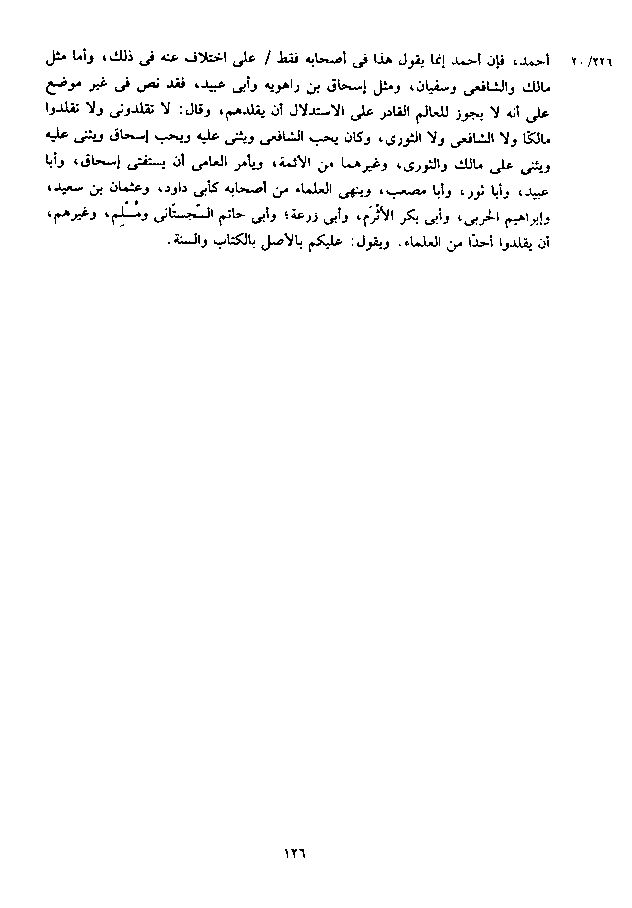 ٢٠/٢٢٦ أحمد، فإن أحمد إنما يقول هذا فى أصحابه فقط / على اختلاف عنه فى ذلك، وأما مثل
مالك والشافعى وسفيان، ومثل إسحاق بن راهويه وأبى عبيد، فقد نص فى غير موضع
على أنه لا يجوز للعالم القادر على الاستدلال أن يقلدهم، وقال: لا تقلدونى ولا تقلدوا
مالكًا ولا الشافعى ولا الثورى، وكان يحب الشافعى ويثنى عليه ويحب إسحاق ويثنى عليه
ويثنى على مالك والثورى، وغيرهما من الأئمة، ويأمر العامى أن يستفتى إسحاق، وأبا
عبيد، وأبا ثور، وأبا مصعب، وينهى العلماء من أصحابه كأبى داود، وعثمان بن سعيد،
وإبراهيم الحربى، وأبى بكر الأثْرَم، وأبى زرعة؛ وأبى حاتم السِّجستانى ومُسْلِم، وغيرهم،
أن يقلدوا أحدًا من العلماء. ويقول: عليكم بالأصل بالكتاب والسنة.
١٢٦